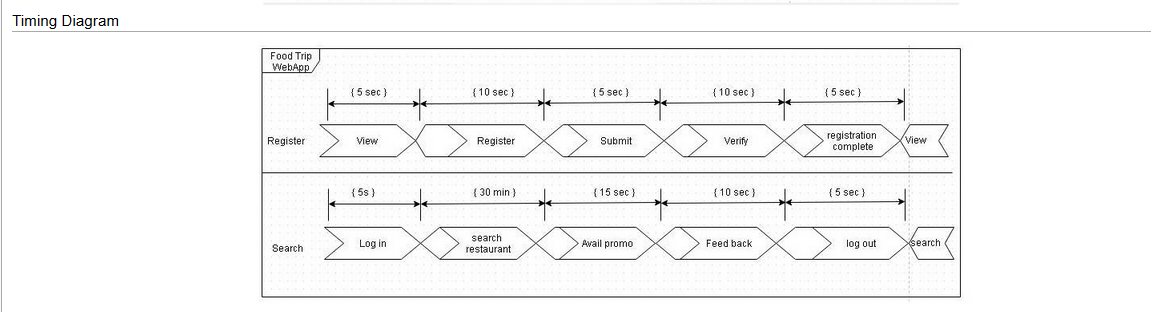 Timing Diagram
Food Trip
WebApp
{ 5 sec }
{ 10 sec }
{ 5 sec }
{ 10 sec }
{ 5 sec }
Register
View
Register
Submit
Verify
registration
complete
View
{ 5s }
{ 30 min }
{ 15 sec }
{ 10 sec }
{ 5 sec }
Search
Log in
search
restaurant
Avail promo
Feed back
log out
search